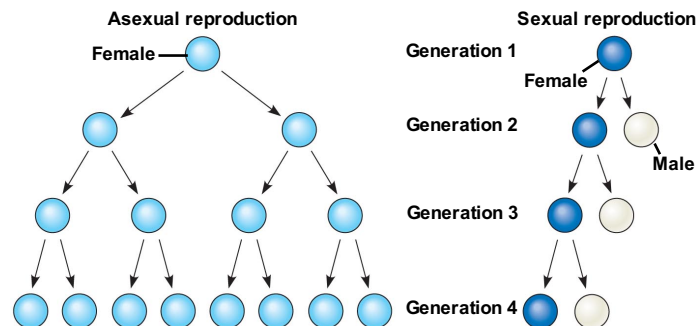 Asexual reproduction
Sexual reproduction
Female
Generation 1
Female
Generation 2
Male
Generation 3
Generation 4